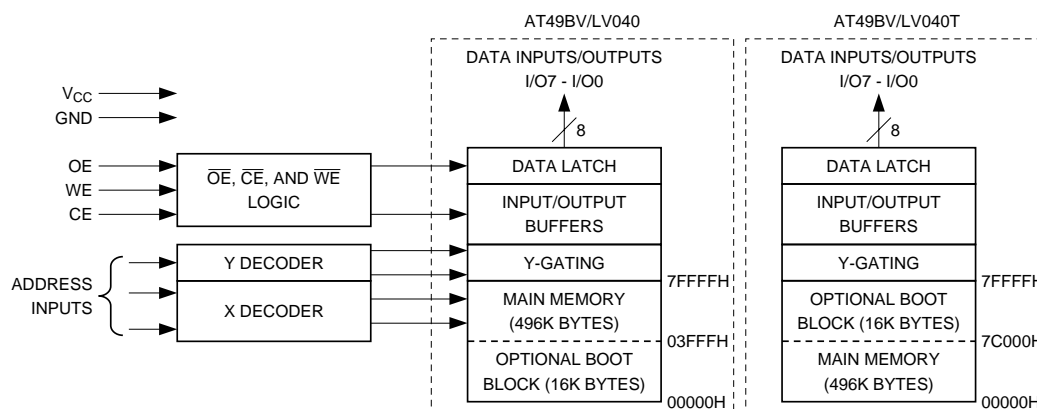 AT49BV/LV040
AT49BV/LV040T
DATA INPUTS/OUTPUTS
I/O7 - I/O0
DATA INPUTS/OUTPUTS
I/O7 - I/O0
VCC
GND
8
8
OE
WE
CE
OE, CE, AND WE
LOGIC
DATA LATCH
INPUT/OUTPUT
BUFFERS
Y-GATING
MAIN MEMORY
(496K BYTES)
OPTIONAL BOOT
BLOCK (16K BYTES)
7FFFFH
03FFFH
00000H
DATA LATCH
INPUT/OUTPUT
BUFFERS
Y-GATING
OPTIONAL BOOT
BLOCK (16K BYTES)
MAIN MEMORY
(496K BYTES)
7FFFFH
7C000H
00000H
ADDRESS
INPUTS
Y DECODER
X DECODER